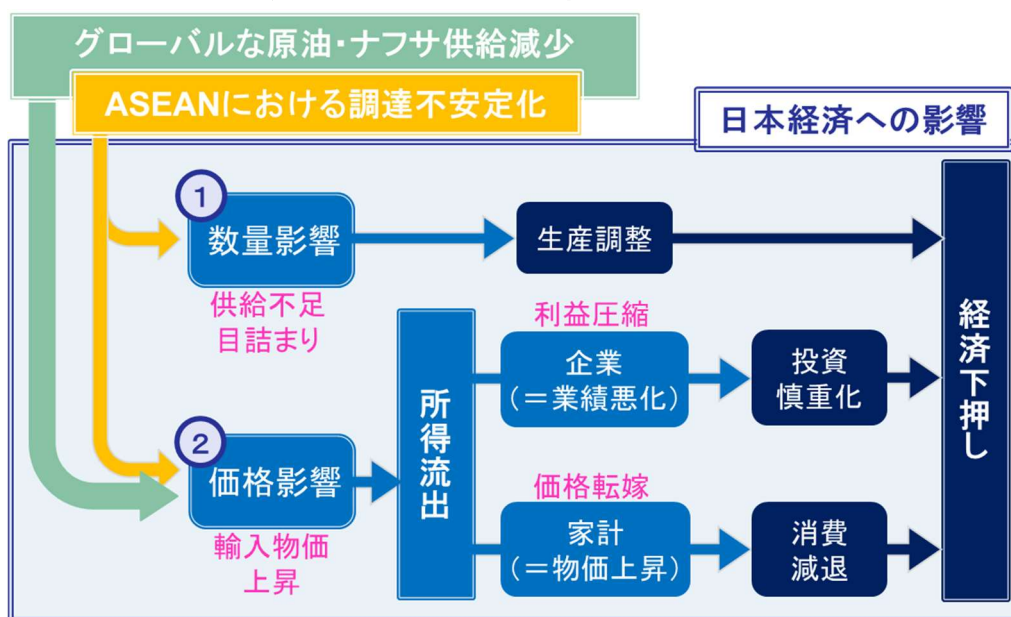 グローバルな原油・ナフサ供給減少
ASEANにおける調達不安定化
日本経済への影響
1
数量影響
供給不足
目詰まり
生産調整
2
価格影響
輸入物価
上昇
所得流出
利益圧縮
企業
(＝業績悪化)
投資
慎重化
価格転嫁
家計
(＝物価上昇)
消費
減退
経済下押し